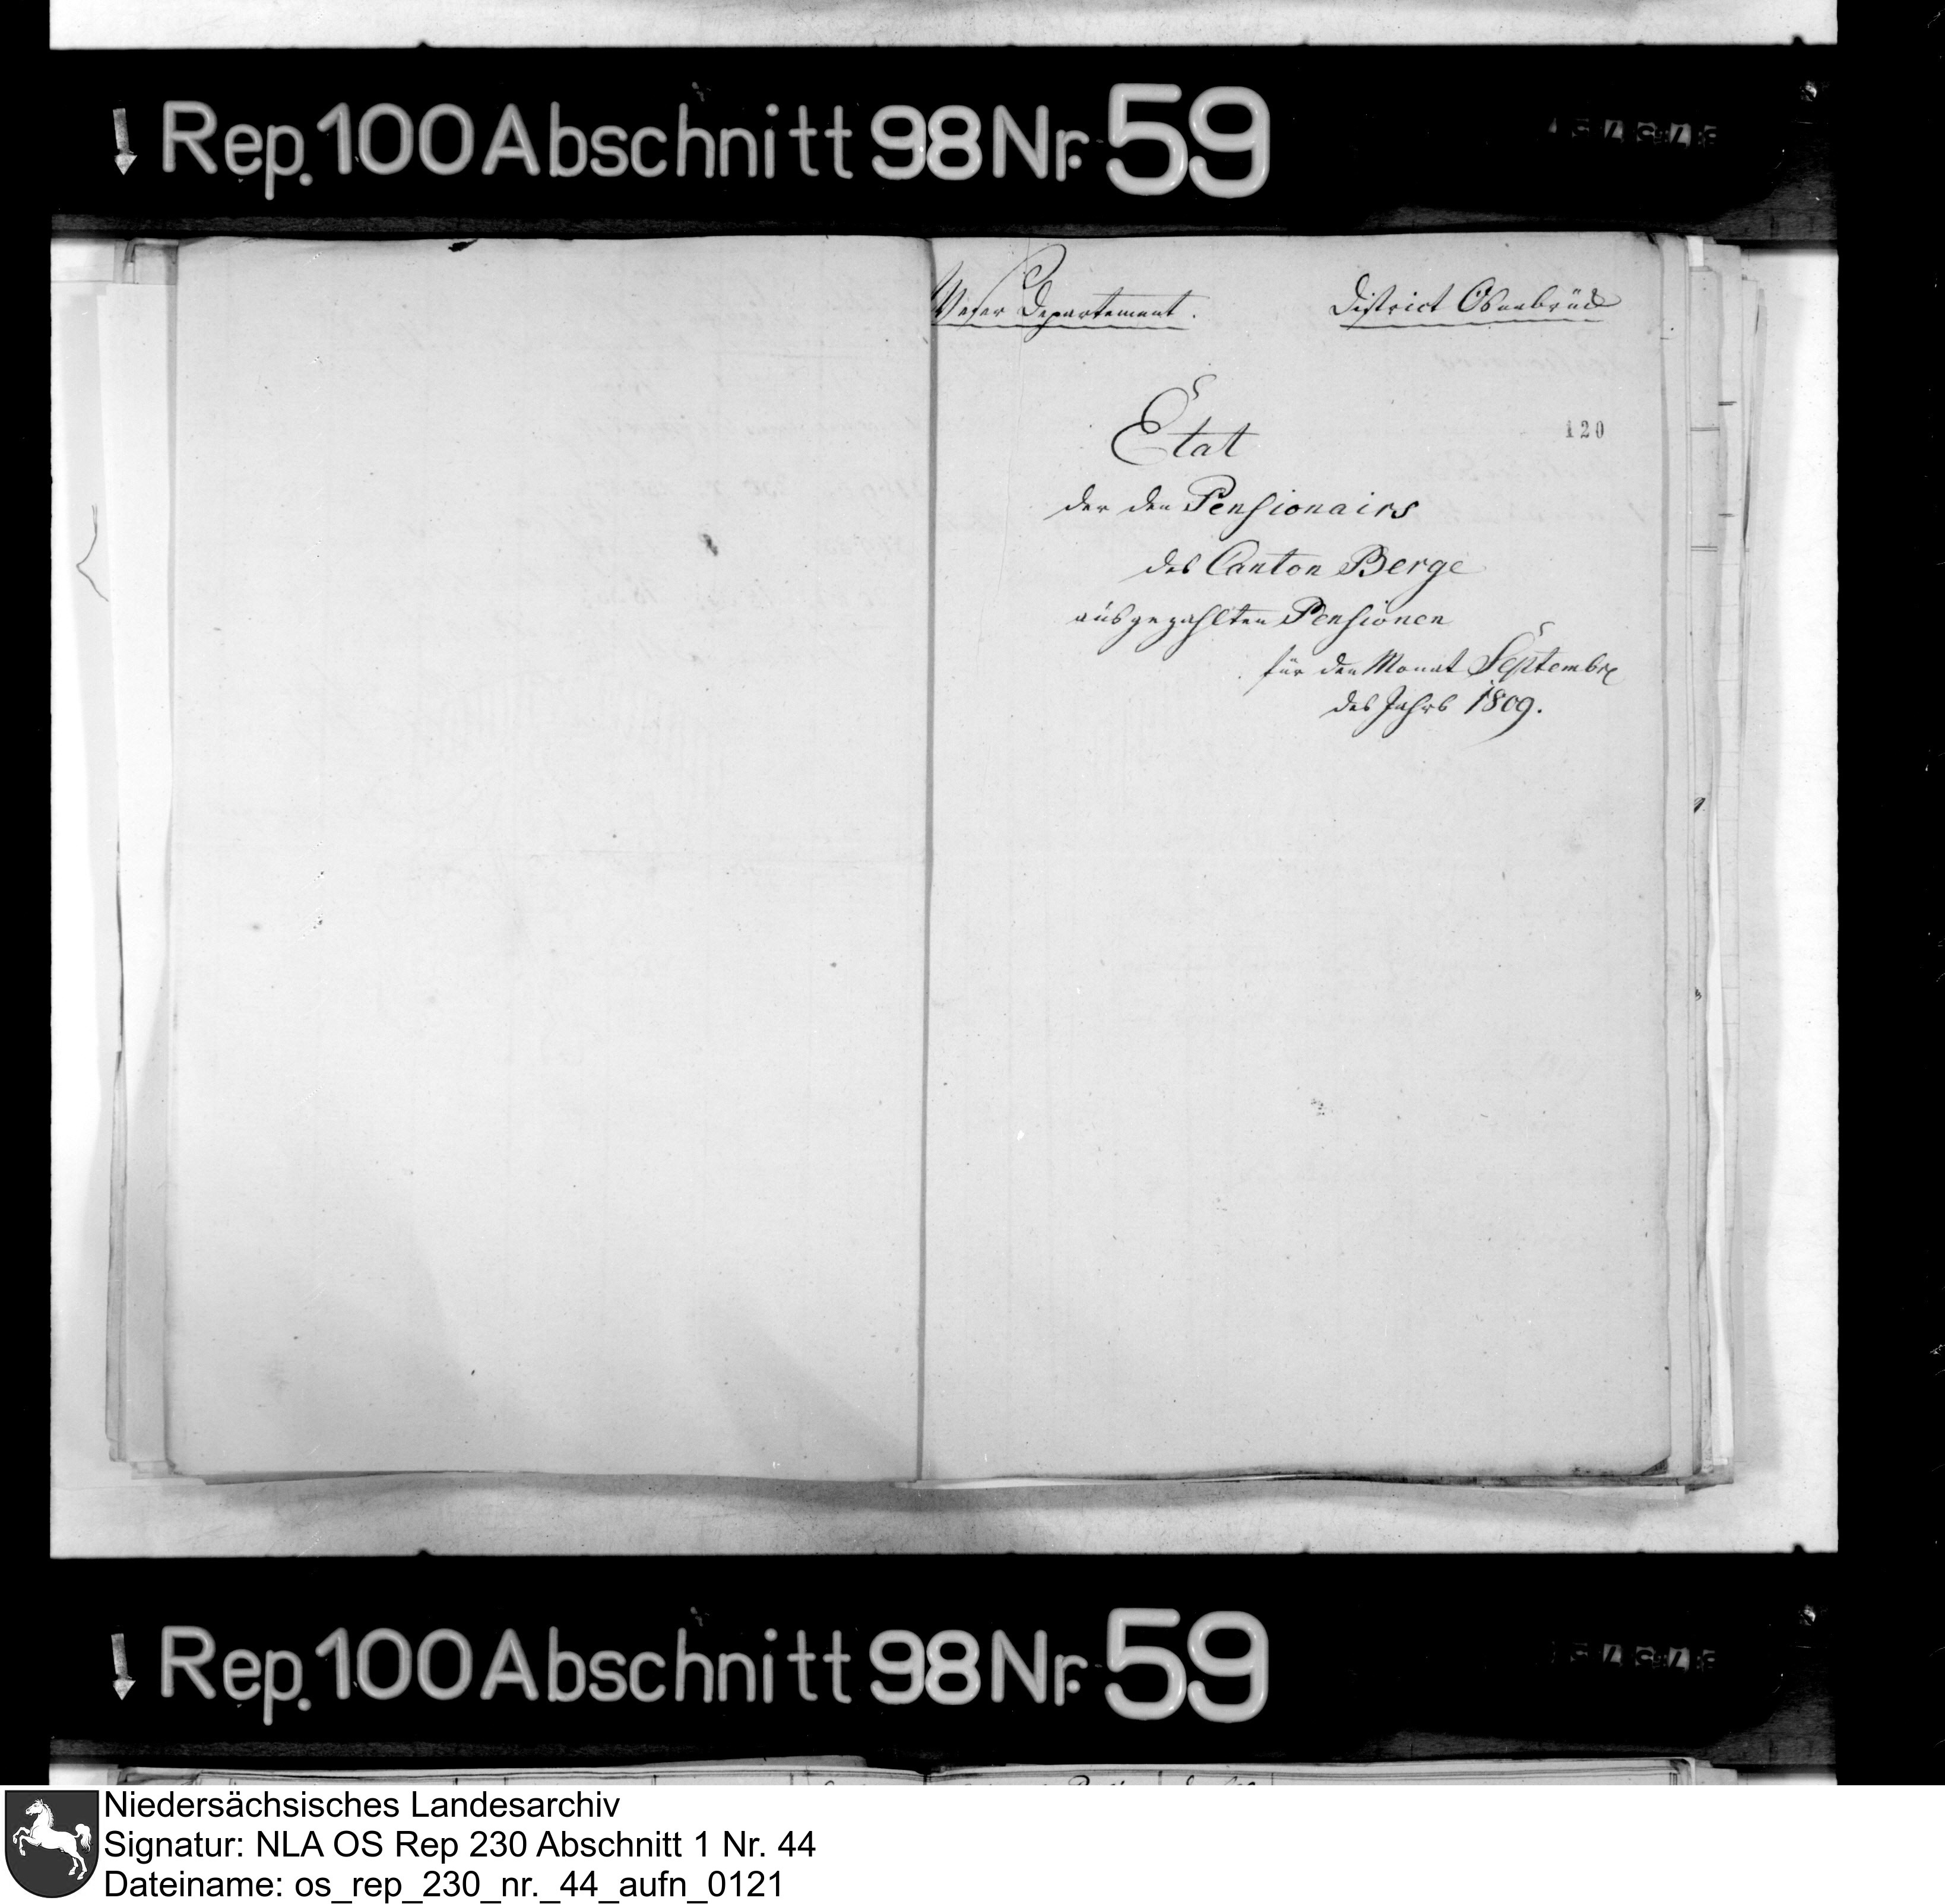 Rep. 100 Abschnitt 98 Nr. 59
Weser Departement. District Osnabrück
Etat
120
der den Pensionairs
des Canton Berge
ausgezahlten Pensionen
für den Monat Septembre
des Jahrs 1809.
Rep. 100 Abschnitt 98 Nr. 59
Niedersächsisches Landesarchiv
Signatur: NLA OS Rep 230 Abschnitt 1 Nr. 44
Dateiname: os_rep_230_nr._44_aufn_0121